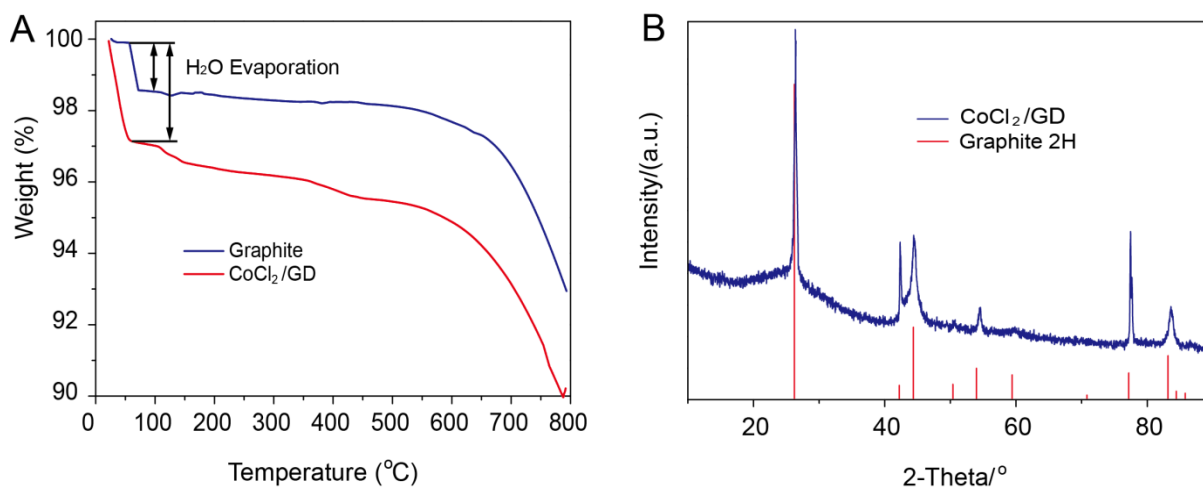 A
Weight (%)
100
98
96
94
92
90
H₂O Evaporation
Graphite
CoCl₂/GD
0 100 200 300 400 500 600 700 800
Temperature (°C)
B
Intensity/(a.u.)
CoCl₂/GD
Graphite 2H
20 40 60 80
2-Theta/°